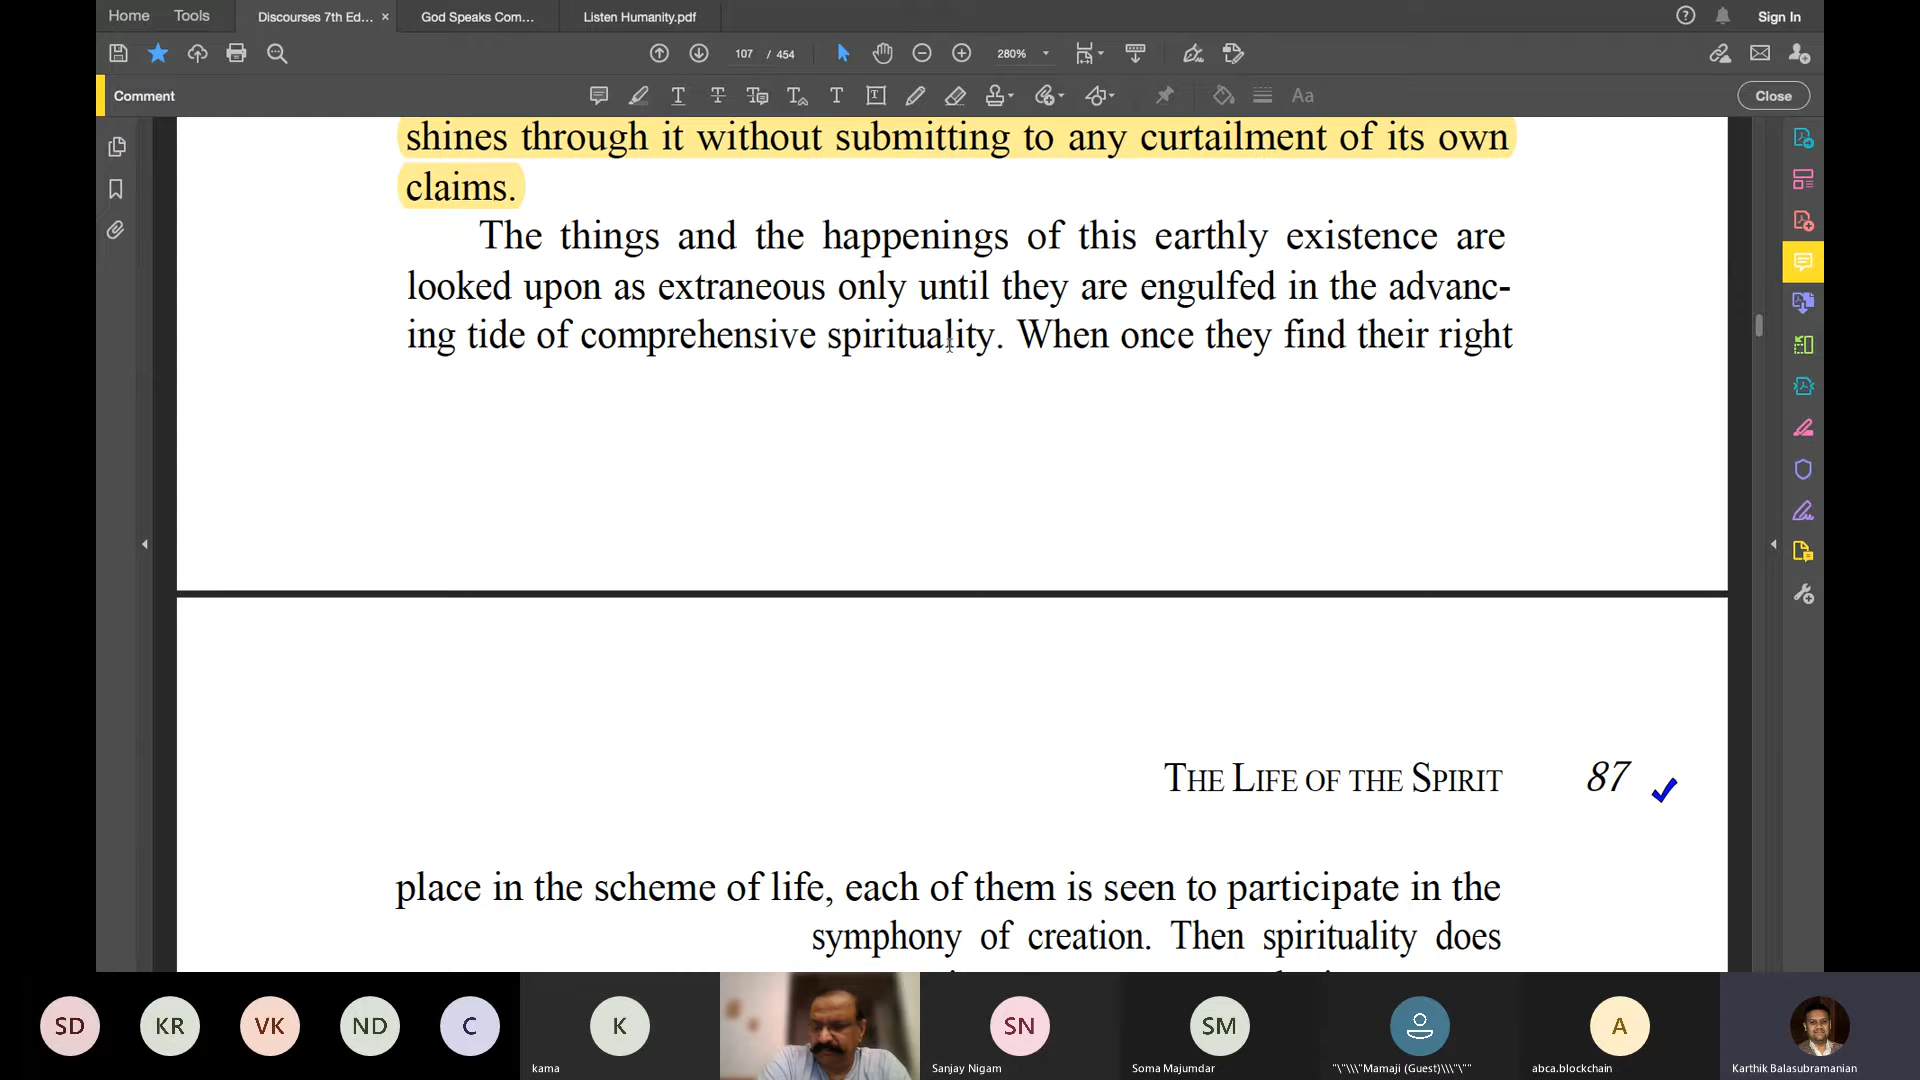 Home Tools Discourses 7th Ed... × God Speaks Com... Listen Humanity.pdf Sign In
107 / 454 280%
Comment Close
shines through it without submitting to any curtailment of its own
claims.
The things and the happenings of this earthly existence are
looked upon as extraneous only until they are engulfed in the advanc-
ing tide of comprehensive spirituality. When once they find their right
THE LIFE OF THE SPIRIT 87
place in the scheme of life, each of them is seen to participate in the
symphony of creation. Then spirituality does
SD KR VK ND C K SN SM A
kama Sanjay Nigam Soma Majumdar "\"\\\"Mamaji (Guest)\\\"\"" abca.blockchain Karthik Balasubramanian